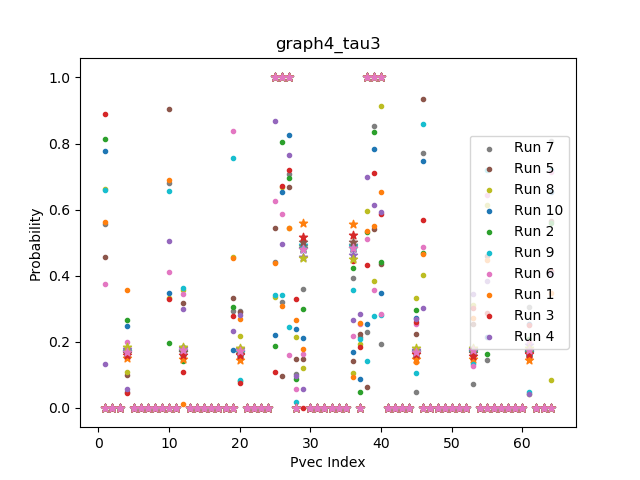 graph4_tau3
1.0
0.8
0.6
0.4
0.2
0.0
Probability
0 10 20 30 40 50 60
Pvec Index
Run 7
Run 5
Run 8
Run 10
Run 2
Run 9
Run 6
Run 1
Run 3
Run 4